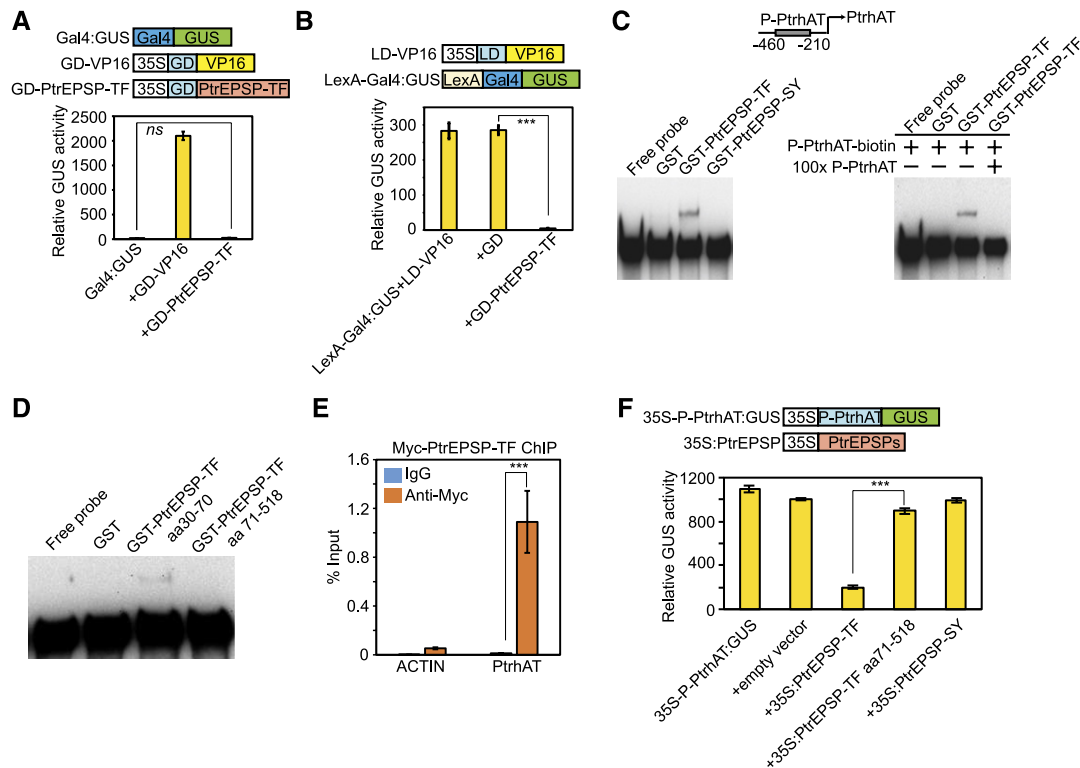 A
Gal4:GUS Gal4 GUS
GD-VP16 35S GD VP16
GD-PtrEPSP-TF 35S GD PtrEPSP-TF
Relative GUS activity
2500
2000
1500
1000
500
0
ns
Gal4:GUS
+GD-VP16
+GD-PtrEPSP-TF
B
LD-VP16 35S LD VP16
LexA-Gal4:GUS LexA Gal4 GUS
Relative GUS activity
300
200
100
0
***
LexA-Gal4:GUS+LD-VP16
+GD
+GD-PtrEPSP-TF
C
P-PtrhAT PtrhAT
-460 -210
Free probe
GST
GST-PtrEPSP-TF
GST-PtrEPSP-SY
Free probe
GST
GST-PtrEPSP-TF
GST-PtrEPSP-TF
P-PtrhAT-biotin + + + +
100x P-PtrhAT − − − +
D
Free probe
GST
GST-PtrEPSP-TF
aa30-70
GST-PtrEPSP-TF
aa 71-518
E
Myc-PtrEPSP-TF ChIP
IgG
Anti-Myc
***
% Input
1.6
1.2
0.8
0.4
0
ACTIN PtrhAT
F
35S-P-PtrhAT:GUS 35S P-PtrhAT GUS
35S:PtrEPSP 35S PtrEPSPs
Relative GUS activity
1200
800
400
0
***
35S-P-PtrhAT:GUS
+empty vector
+35S:PtrEPSP-TF
+35S:PtrEPSP-TF aa71-518
+35S:PtrEPSP-SY